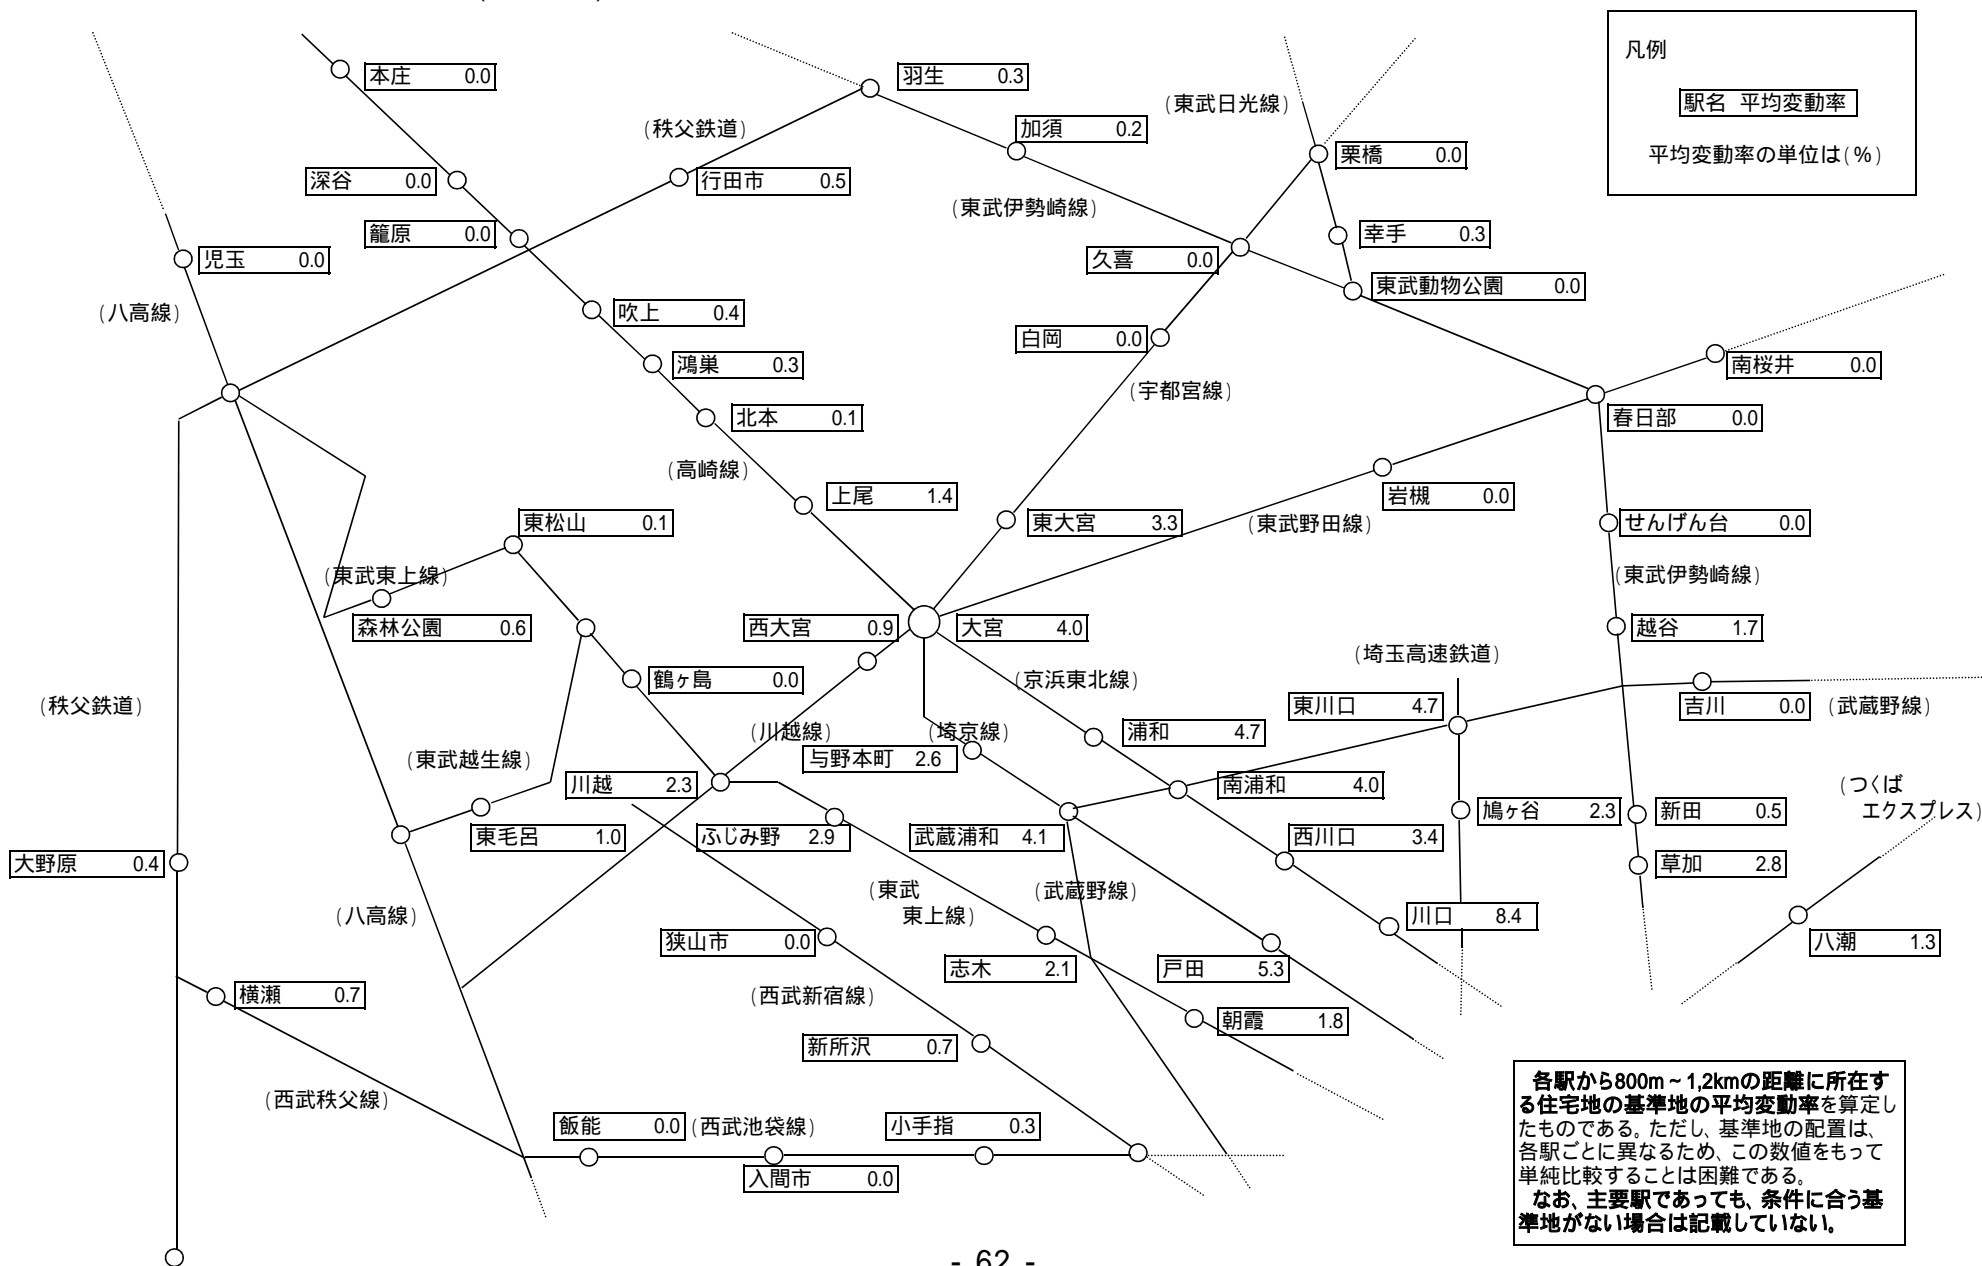 本庄 0.0
羽生 0.3
凡例
(東武日光線)
駅名 平均変動率
(秩父鉄道)
加須 0.2
栗橋 0.0
平均変動率の単位は(%)
深谷 0.0
行田市 0.5
(東武伊勢崎線)
籠原 0.0
幸手 0.3
児玉 0.0
久喜 0.0
東武動物公園 0.0
(八高線)
吹上 0.4
白岡 0.0
鴻巣 0.3
南桜井 0.0
(宇都宮線)
北本 0.1
春日部 0.0
(高崎線)
上尾 1.4
岩槻 0.0
東松山 0.1
東大宮 3.3
(東武野田線)
せんげん台 0.0
(東武東上線)
(東武伊勢崎線)
森林公園 0.6
西大宮 0.9
大宮 4.0
越谷 1.7
(埼玉高速鉄道)
鶴ヶ島 0.0
(京浜東北線)
(秩父鉄道)
東川口 4.7
吉川 0.0
(武蔵野線)
(川越線)
(埼京線)
浦和 4.7
(東武越生線)
与野本町 2.6
川越 2.3
南浦和 4.0
(つくば
エクスプレス)
東毛呂 1.0
ふじみ野 2.9
武蔵浦和 4.1
西川口 3.4
鳩ヶ谷 2.3
新田 0.5
大野原 0.4
草加 2.8
(東武
東上線)
(武蔵野線)
(八高線)
川口 8.4
狭山市 0.0
八潮 1.3
志木 2.1
戸田 5.3
横瀬 0.7
(西武新宿線)
朝霞 1.8
新所沢 0.7
(西武秩父線)
飯能 0.0
(西武池袋線)
小手指 0.3
入間市 0.0
各駅から800m~1,2kmの距離に所在す
る住宅地の基準地の平均変動率を算定し
たものである。ただし、基準地の配置は、
各駅ごとに異なるため、この数値をもって
単純比較することは困難である。
なお、主要駅であっても、条件に合う基
準地がない場合は記載していない。
- 62 -